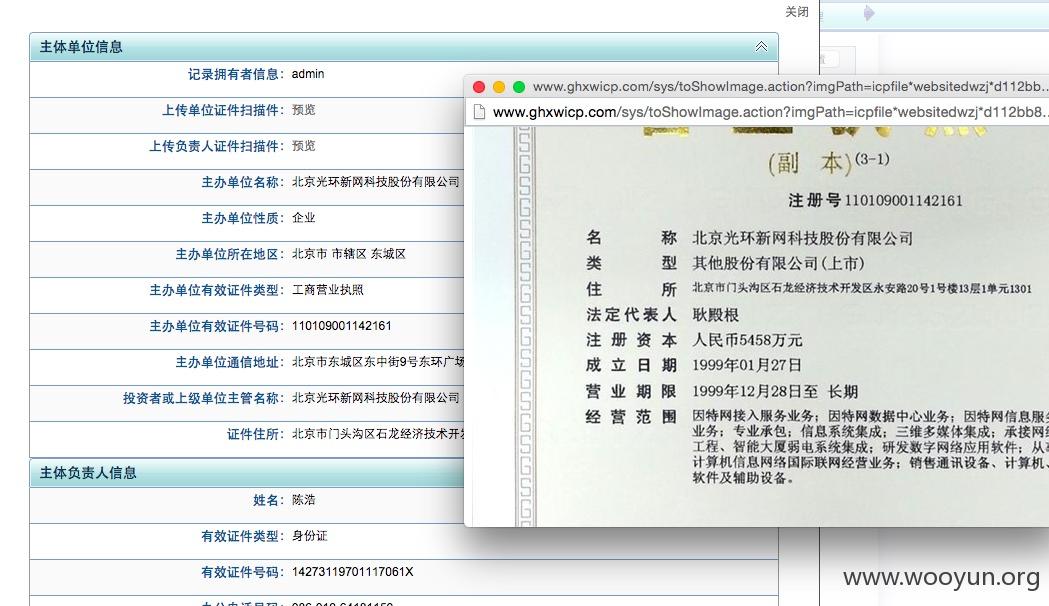 关闭
主体单位信息
记录拥有者信息： admin
上传单位证件扫描件： 预览
上传负责人证件扫描件： 预览
主办单位名称： 北京光环新网科技股份有限公司
主办单位性质： 企业
主办单位所在地区： 北京市 市辖区 东城区
主办单位有效证件类型： 工商营业执照
主办单位有效证件号码： 110109001142161
主办单位通信地址： 北京市东城区东中街9号东环广场
投资者或上级单位主管名称： 北京光环新网科技股份有限公司
证件住所： 北京市门头沟区石龙经济技术开
主体负责人信息
姓名： 陈浩
有效证件类型： 身份证
有效证件号码： 14273119701117061X
www.ghxwicp.com/sys/toShowImage.action?imgPath=icpfile*websitedwzj*d112bb...
www.ghxwicp.com/sys/toShowImage.action?imgPath=icpfile*websitedwzj*d112bb8...
(副 本)(3-1)
注册号110109001142161
名 称 北京光环新网科技股份有限公司
类 型 其他股份有限公司(上市)
住 所 北京市门头沟区石龙经济技术开发区永安路20号1号楼13层1单元1301
法定代表人 耿殿根
注册资本 人民币5458万元
成立日期 1999年01月27日
营业期限 1999年12月28日至 长期
经营范围 因特网接入服务业务；因特网数据中心业务；因特网信息服务
业务；专业承包；信息系统集成；三维多媒体集成；承接网络
工程、智能大厦弱电系统集成；研发数字网络应用软件；从事
计算机信息网络国际联网经营业务；销售通讯设备、计算机、
软件及辅助设备。
www.wooyun.org